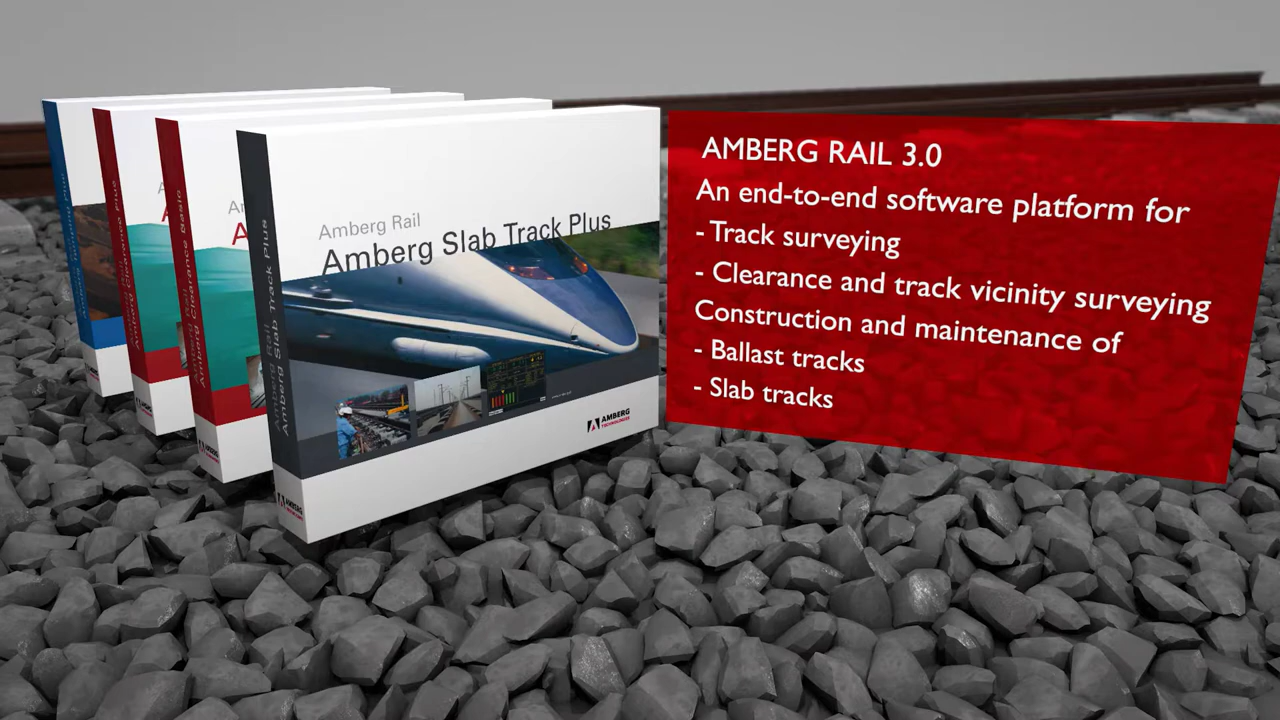 Amberg Rail
Amberg Slab Track Plus
AMBERG
TECHNOLOGIES
Amberg Rail
Amberg Slab Track Plus
AMBERG
Amberg Clearance Basic
Amberg Clearance Plus
AMBERG RAIL 3.0
An end-to-end software platform for
- Track surveying
- Clearance and track vicinity surveying
Construction and maintenance of
- Ballast tracks
- Slab tracks